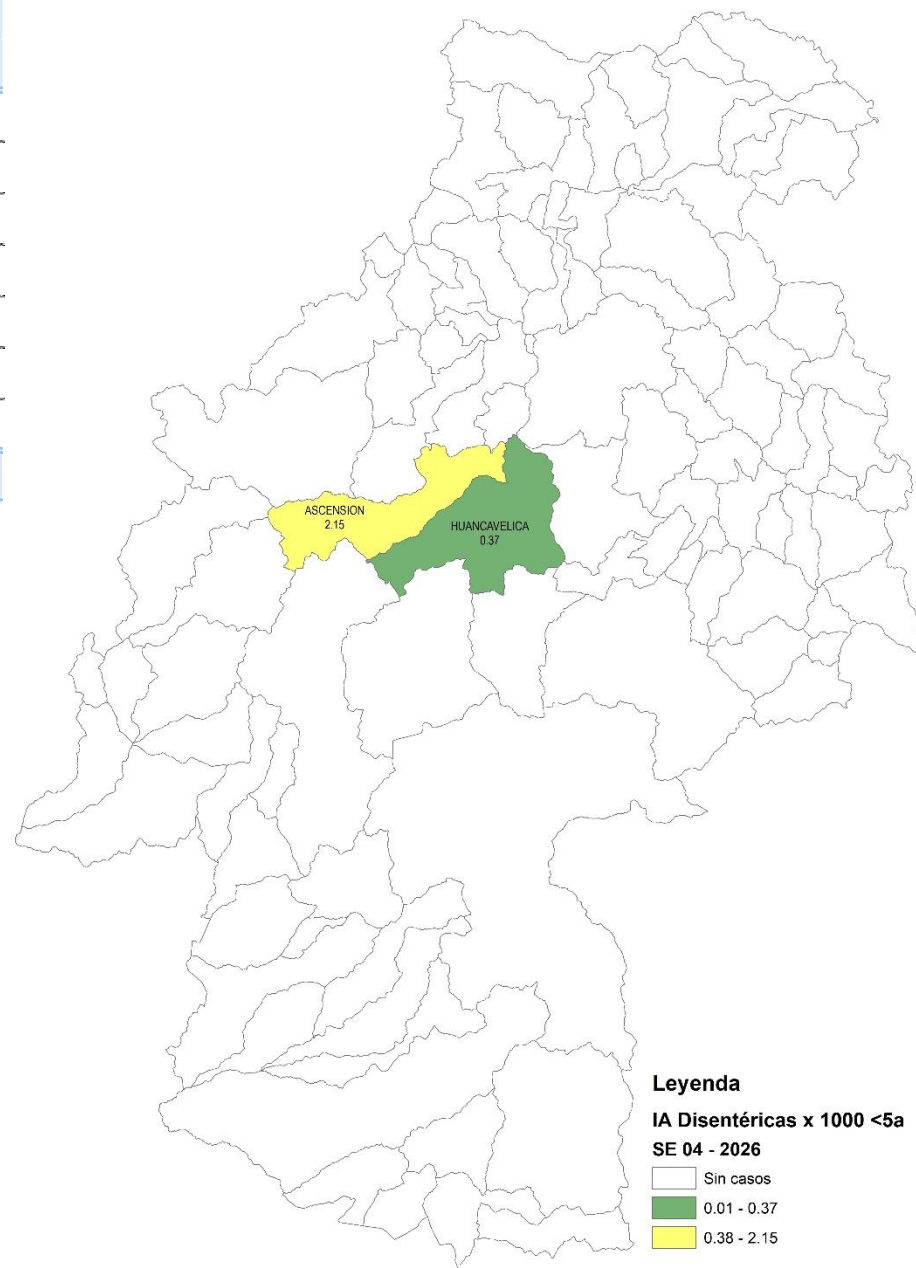 ASCENSION
2.15
HUANCAVELICA
0.37
Leyenda
IA Disentéricas x 1000 <5a
SE 04 - 2026
Sin casos
0.01 - 0.37
0.38 - 2.15